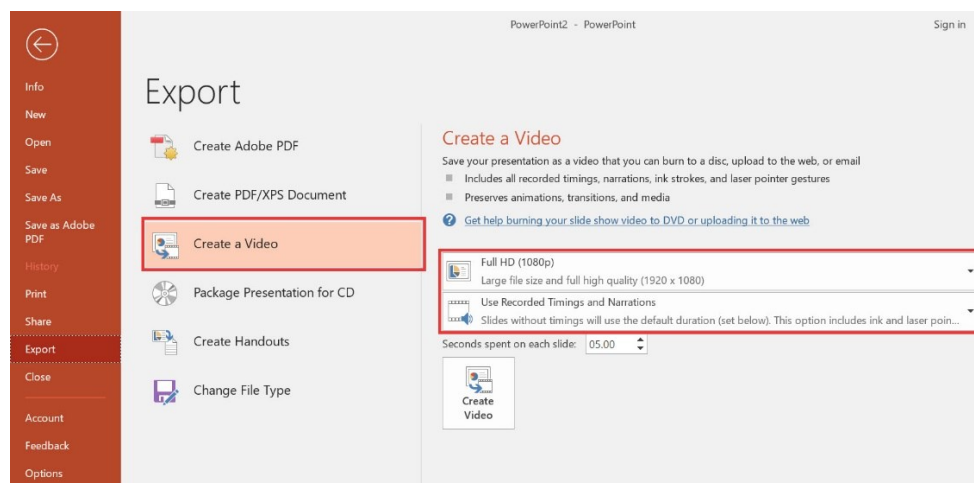 PowerPoint2 - PowerPoint
Sign in
Info
New
Open
Save
Save As
Save as Adobe
PDF
History
Print
Share
Export
Close
Account
Feedback
Options
Export
Create Adobe PDF
Create PDF/XPS Document
Create a Video
Package Presentation for CD
Create Handouts
Change File Type
Create a Video
Save your presentation as a video that you can burn to a disc, upload to the web, or email
Includes all recorded timings, narrations, ink strokes, and laser pointer gestures
Preserves animations, transitions, and media
Get help burning your slide show video to DVD or uploading it to the web
Full HD (1080p)
Large file size and full high quality (1920 x 1080)
Use Recorded Timings and Narrations
Slides without timings will use the default duration (set below). This option includes ink and laser poin...
Seconds spent on each slide: 05.00
Create
Video